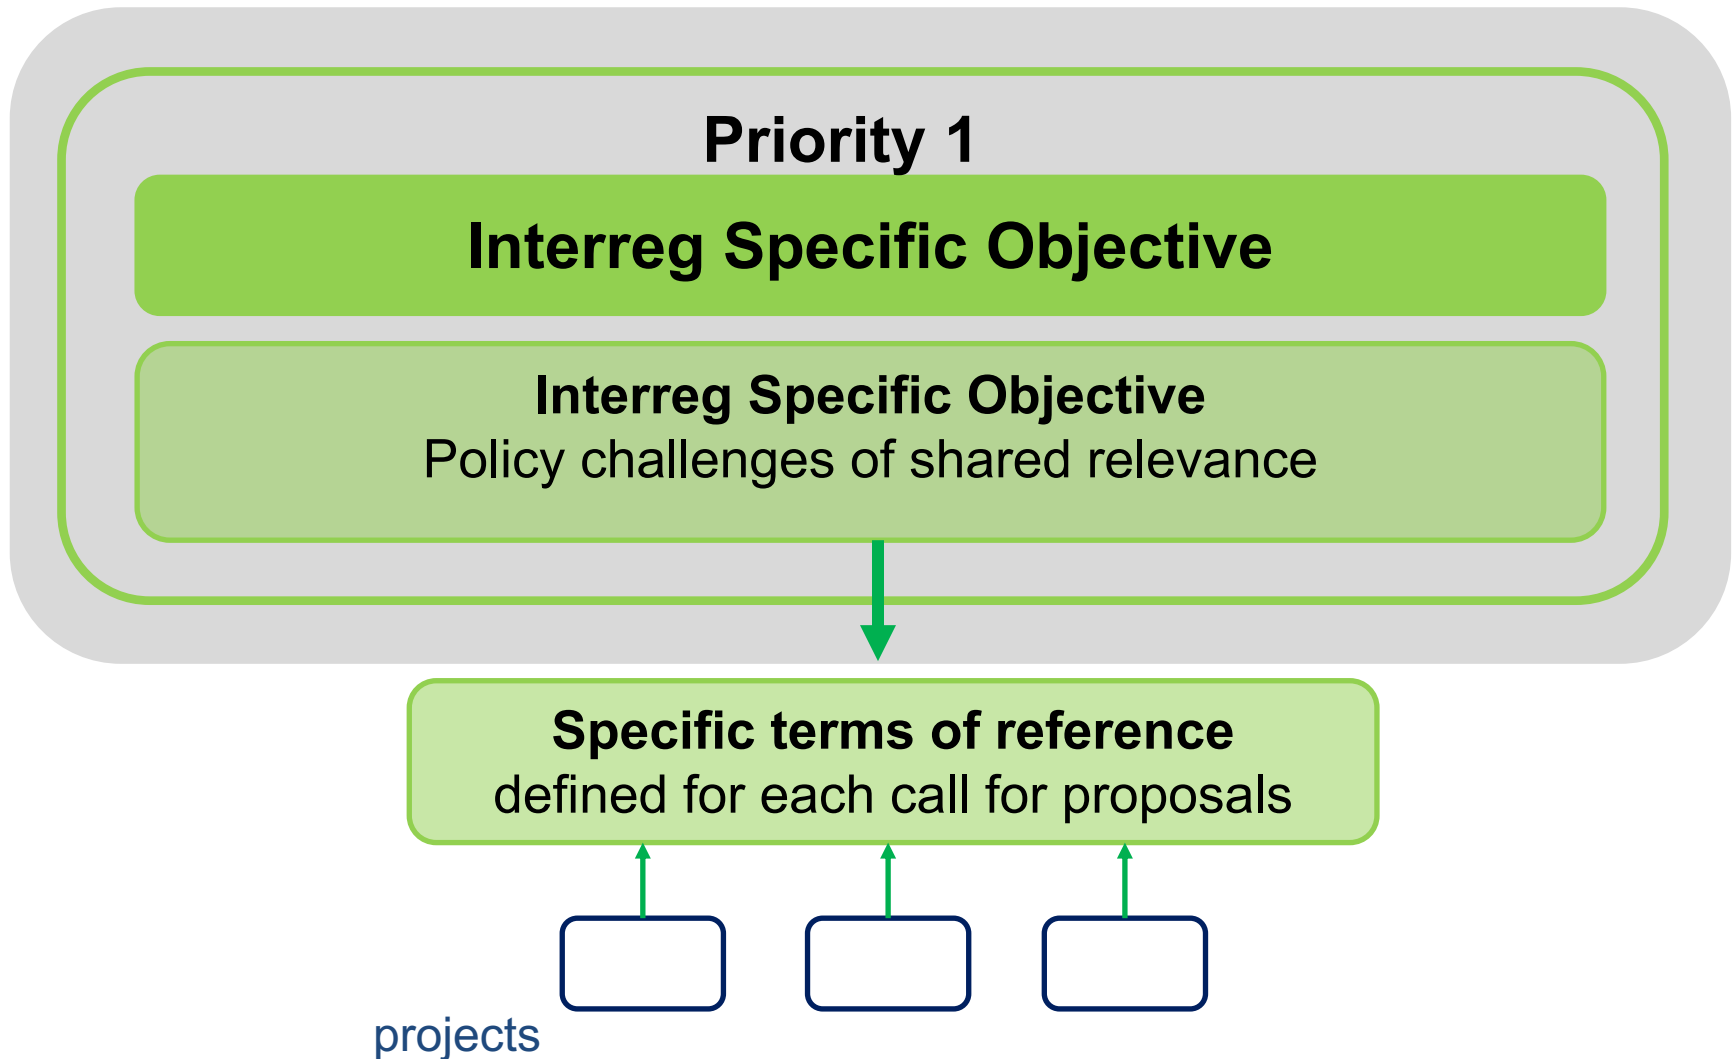 Priority 1
Interreg Specific Objective
Interreg Specific Objective
Policy challenges of shared relevance
Specific terms of reference
defined for each call for proposals
projects